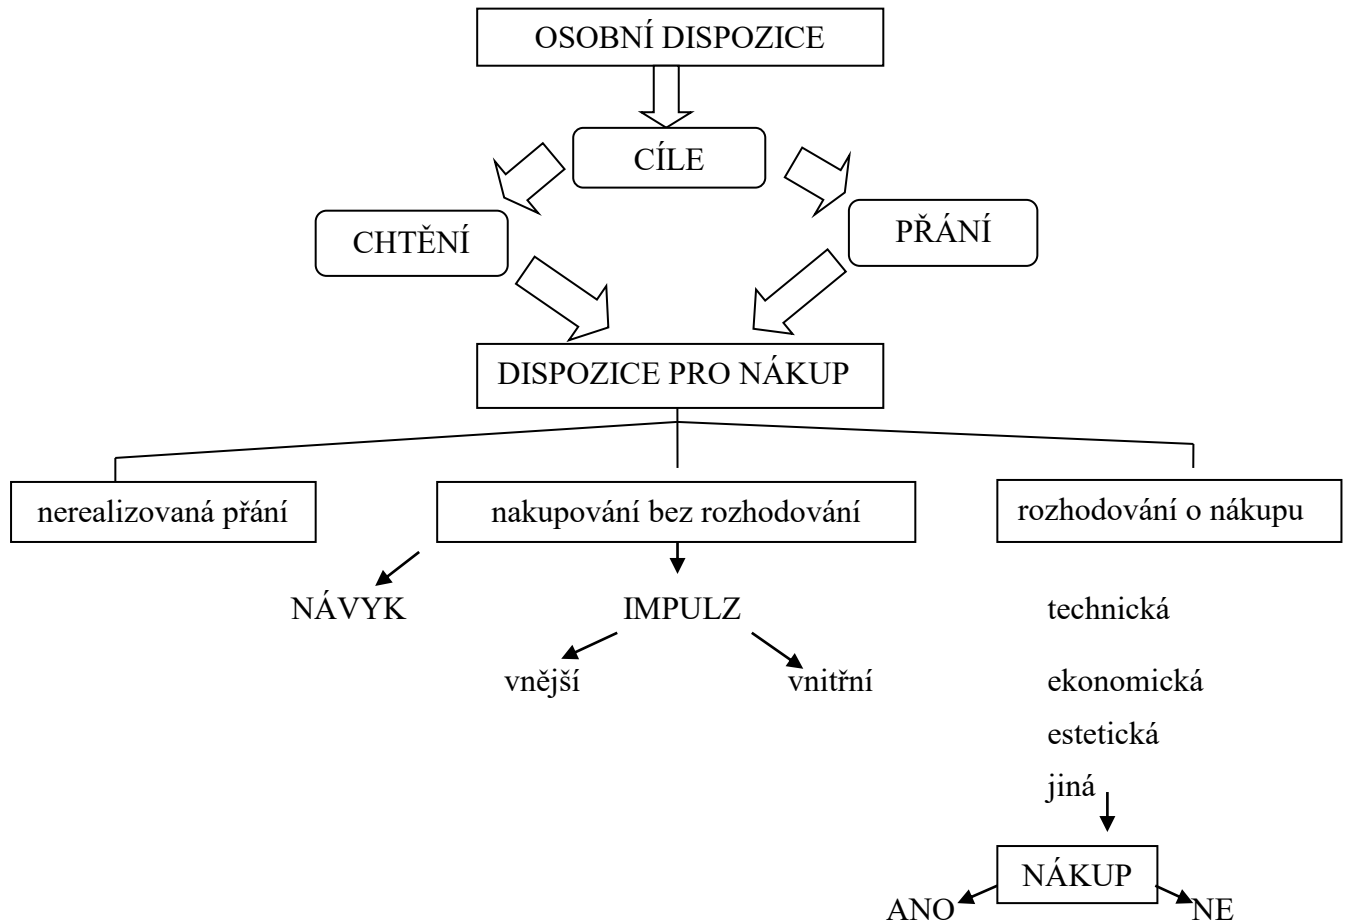 OSOBNÍ DISPOZICE
CÍLE
CHTĚNÍ
PŘÁNÍ
DISPOZICE PRO NÁKUP
nerealizovaná přání
nakupování bez rozhodování
rozhodování o nákupu
NÁVYK
IMPULZ
technická
vnější
vnitřní
ekonomická
estetická
jiná
NÁKUP
ANO
NE